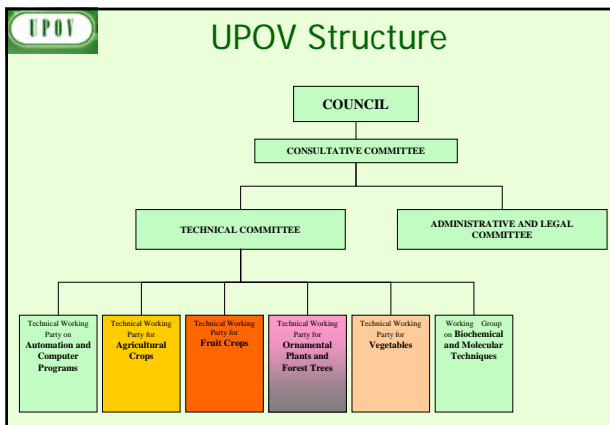 UPOV
UPOV Structure
COUNCIL
CONSULTATIVE COMMITTEE
TECHNICAL COMMITTEE
ADMINISTRATIVE AND LEGAL
COMMITTEE
Technical Working
Party on
Automation and
Computer
Programs
Technical Working
Party for
Agricultural
Crops
Technical Working
Party for
Fruit Crops
Technical Working
Party for
Ornamental
Plants and
Forest Trees
Technical Working
Party for
Vegetables
Working Group
on Biochemical
and Molecular
Techniques